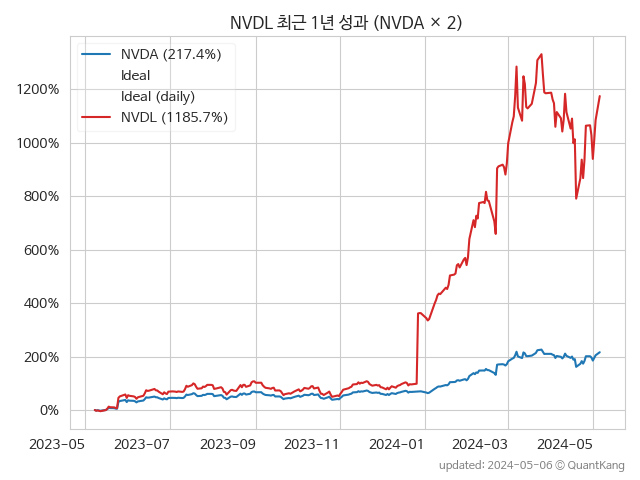 NVDL 최근 1년 성과 (NVDA × 2)
NVDA (217.4%)
Ideal
Ideal (daily)
NVDL (1185.7%)
1200%
1000%
800%
600%
400%
200%
0%
2023-05 2023-07 2023-09 2023-11 2024-01 2024-03 2024-05
updated: 2024-05-06 © QuantKang